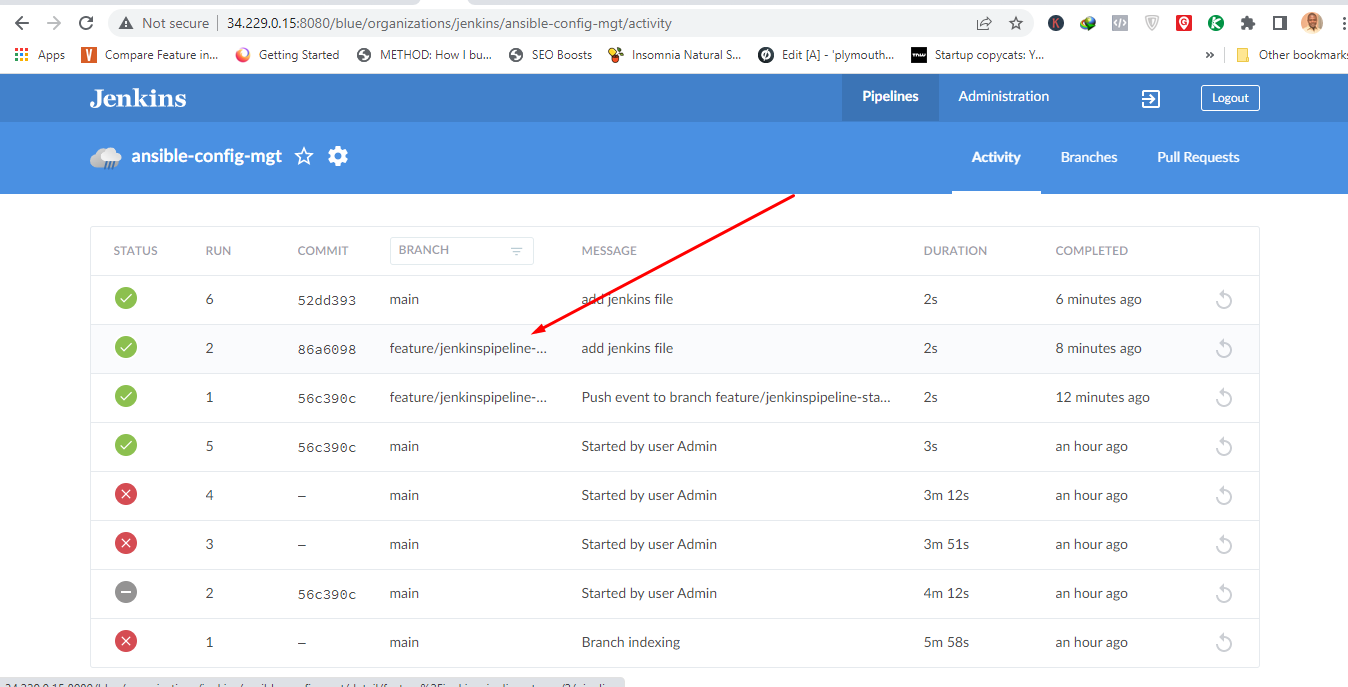 Not secure | 34.229.0.15:8080/blue/organizations/jenkins/ansible-config-mgt/activity
Apps Compare Feature in... Getting Started METHOD: How I bu... SEO Boosts Insomnia Natural S... Edit [A] - 'plymouth... Startup copycats: Y... » Other bookmarks
Jenkins Pipelines Administration Logout
ansible-config-mgt Activity Branches Pull Requests
STATUS RUN COMMIT BRANCH MESSAGE DURATION COMPLETED
6 52dd393 main add jenkins file 2s 6 minutes ago
2 86a6098 feature/jenkinspipeline-... add jenkins file 2s 8 minutes ago
1 56c390c feature/jenkinspipeline-... Push event to branch feature/jenkinspipeline-sta... 2s 12 minutes ago
5 56c390c main Started by user Admin 3s an hour ago
4 – main Started by user Admin 3m 12s an hour ago
3 – main Started by user Admin 3m 51s an hour ago
2 56c390c main Started by user Admin 4m 12s an hour ago
1 – main Branch indexing 5m 58s an hour ago